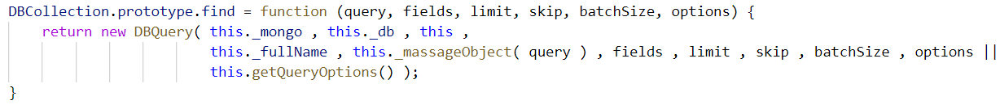 DBCollection.prototype.find = function (query, fields, limit, skip, batchSize, options) {
    return new DBQuery( this._mongo , this._db , this ,
                        this._fullName , this._massageObject( query ) , fields , limit , skip , batchSize , options ||
                        this.getQueryOptions() );
}